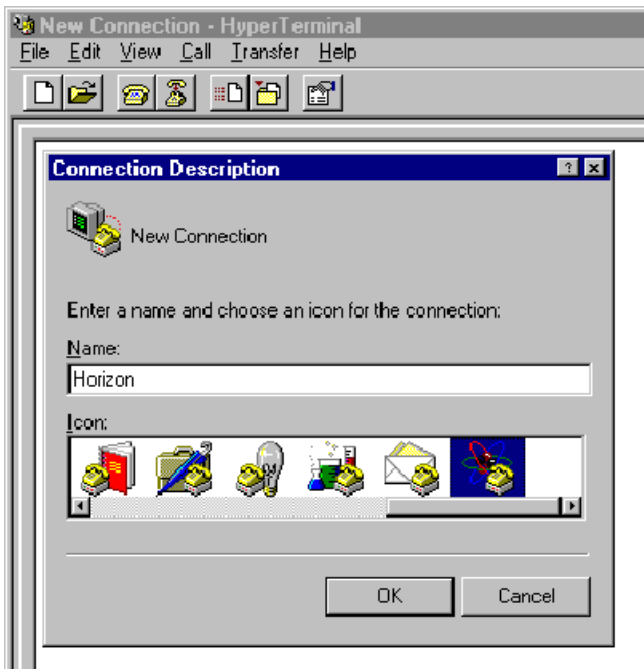 New Connection - HyperTerminal
File Edit View Call Transfer Help
Connection Description
New Connection
Enter a name and choose an icon for the connection:
Name:
Horizon
Icon:
OK Cancel